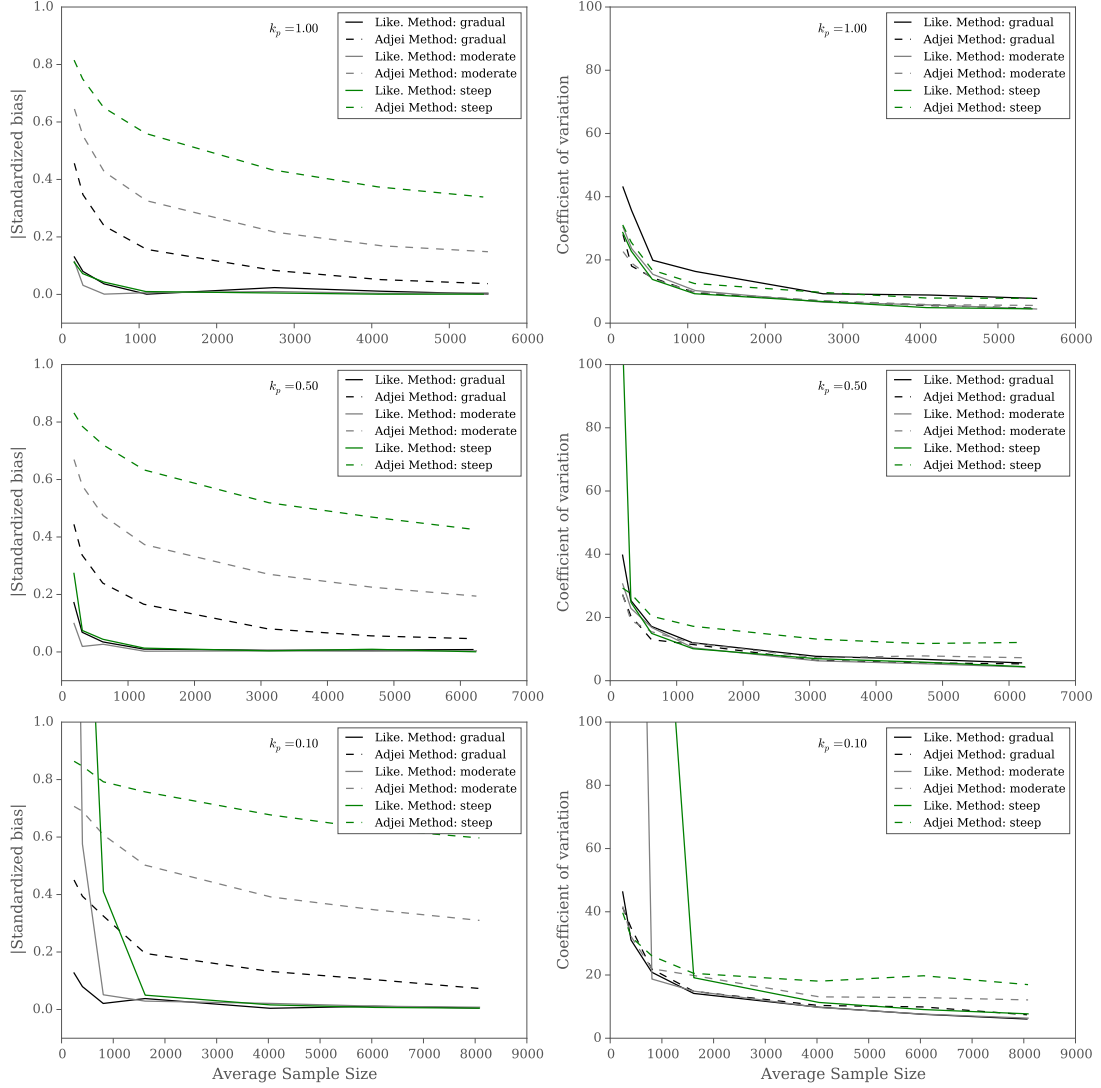 1.0
0.8
0.6
0.4
0.2
0.0
|Standardized bias|
k_p =1.00
Like. Method: gradual
Adjei Method: gradual
Like. Method: moderate
Adjei Method: moderate
Like. Method: steep
Adjei Method: steep
0 1000 2000 3000 4000 5000 6000
100
80
60
40
20
0
Coefficient of variation
k_p =1.00
Like. Method: gradual
Adjei Method: gradual
Like. Method: moderate
Adjei Method: moderate
Like. Method: steep
Adjei Method: steep
0 1000 2000 3000 4000 5000 6000
1.0
0.8
0.6
0.4
0.2
0.0
|Standardized bias|
k_p =0.50
Like. Method: gradual
Adjei Method: gradual
Like. Method: moderate
Adjei Method: moderate
Like. Method: steep
Adjei Method: steep
0 1000 2000 3000 4000 5000 6000 7000
100
80
60
40
20
0
Coefficient of variation
k_p =0.50
Like. Method: gradual
Adjei Method: gradual
Like. Method: moderate
Adjei Method: moderate
Like. Method: steep
Adjei Method: steep
0 1000 2000 3000 4000 5000 6000 7000
1.0
0.8
0.6
0.4
0.2
0.0
|Standardized bias|
k_p =0.10
Like. Method: gradual
Adjei Method: gradual
Like. Method: moderate
Adjei Method: moderate
Like. Method: steep
Adjei Method: steep
0 1000 2000 3000 4000 5000 6000 7000 8000 9000
Average Sample Size
100
80
60
40
20
0
Coefficient of variation
k_p =0.10
Like. Method: gradual
Adjei Method: gradual
Like. Method: moderate
Adjei Method: moderate
Like. Method: steep
Adjei Method: steep
0 1000 2000 3000 4000 5000 6000 7000 8000 9000
Average Sample Size